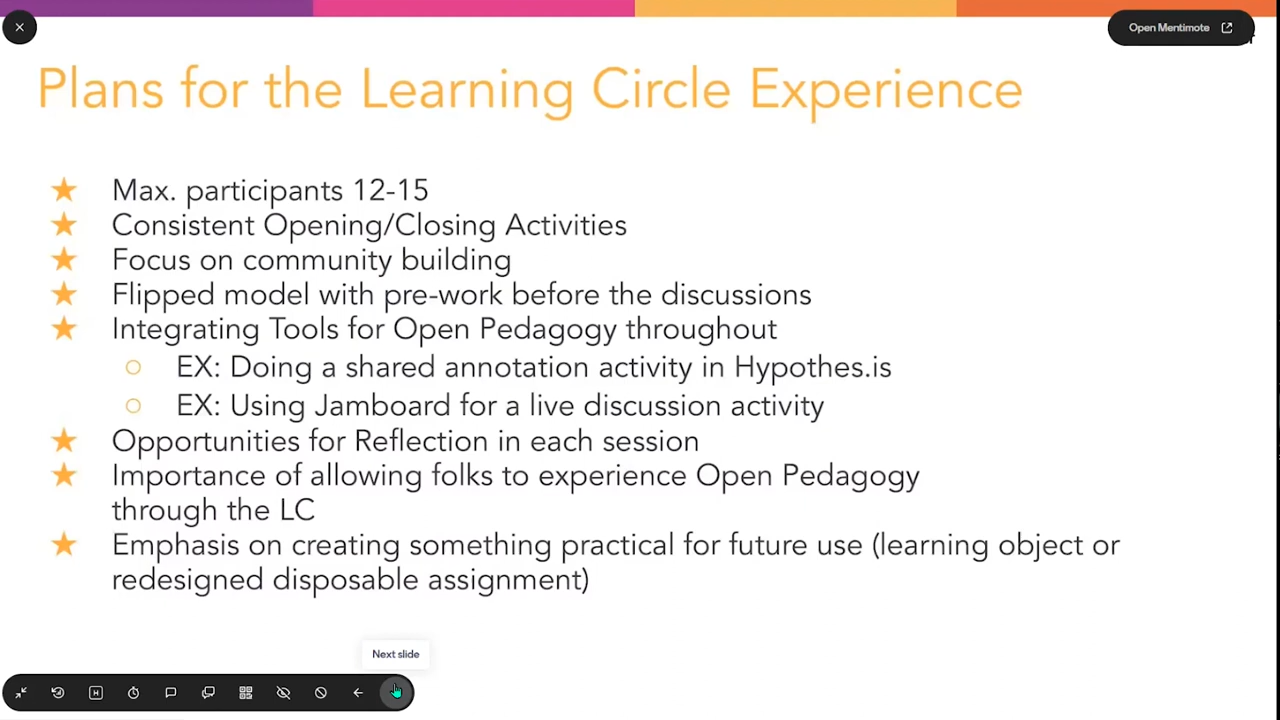 Open Mentimote
Plans for the Learning Circle Experience
★ Max. participants 12-15
★ Consistent Opening/Closing Activities
★ Focus on community building
★ Flipped model with pre-work before the discussions
★ Integrating Tools for Open Pedagogy throughout
○ EX: Doing a shared annotation activity in Hypothes.is
○ EX: Using Jamboard for a live discussion activity
★ Opportunities for Reflection in each session
★ Importance of allowing folks to experience Open Pedagogy
through the LC
★ Emphasis on creating something practical for future use (learning object or
redesigned disposable assignment)
Next slide
H